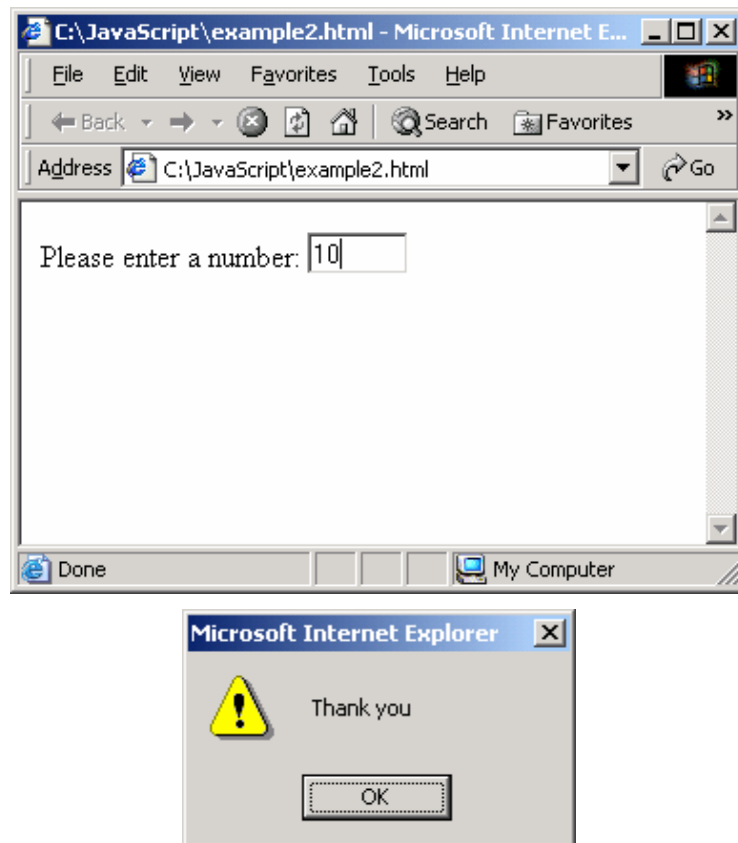 C:\JavaScript\example2.html - Microsoft Internet E...
File Edit View Favorites Tools Help
Back Search Favorites »
Address C:\JavaScript\example2.html Go
Please enter a number: 10
Done My Computer
Microsoft Internet Explorer
Thank you
OK